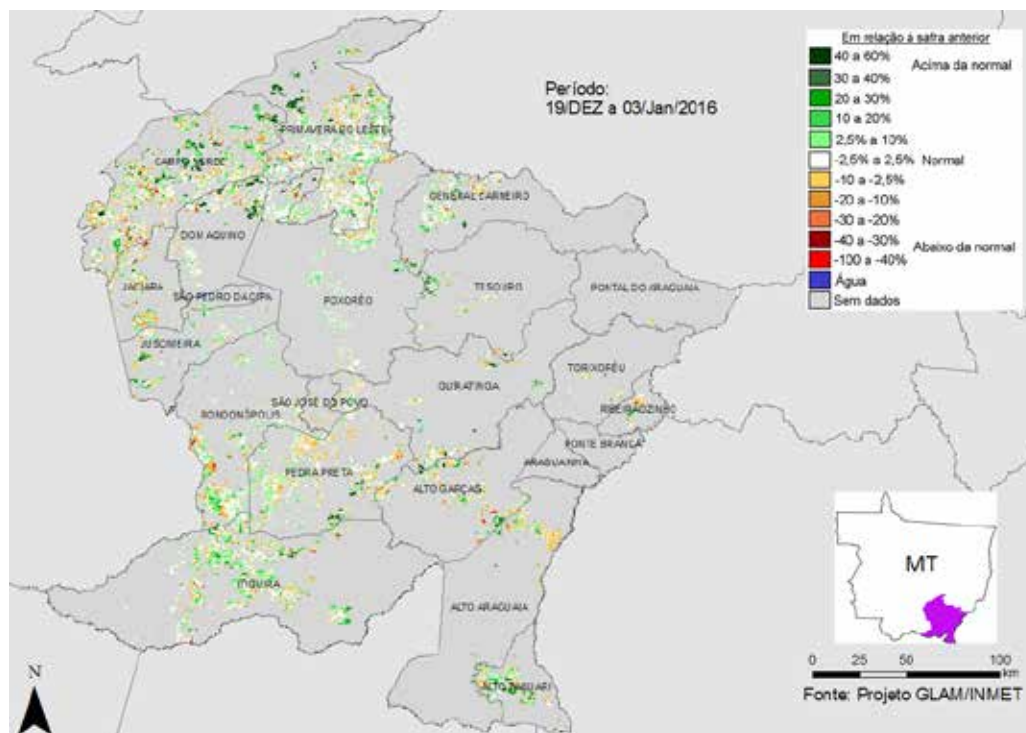 Em relação à safra anterior
40 a 60%
Acima da normal
30 a 40%
20 a 30%
10 a 20%
2,5% a 10%
-2,5% a 2,5%
Normal
-10 a -2,5%
-20 a -10%
-30 a -20%
-40 a -30%
Abaixo da normal
-100 a -40%
Água
Sem dados
Período:
19/DEZ a 03/Jan/2016
PRIMAVERA DO LESTE
CAMPO VERDE
GENERAL CARNEIRO
DOM AQUINO
JACIARA
SÃO PEDRO DA CIPA
POXORÉO
TESOURO
PONTAL DO ARAGUAIA
JUSCIMEIRA
GUIRATINGA
TORIXORÉU
SÃO JOSÉ DO POVO
RIBEIRÃOZINHO
RONDONÓPOLIS
PONTE BRANCA
ARAGUAINHA
PEDRA PRETA
ALTO GARÇAS
ITIQUIRA
ALTO ARAGUAIA
ALTO TAQUARI
MT
N
0 25 50 100
km
Fonte: Projeto GLAM/INMET